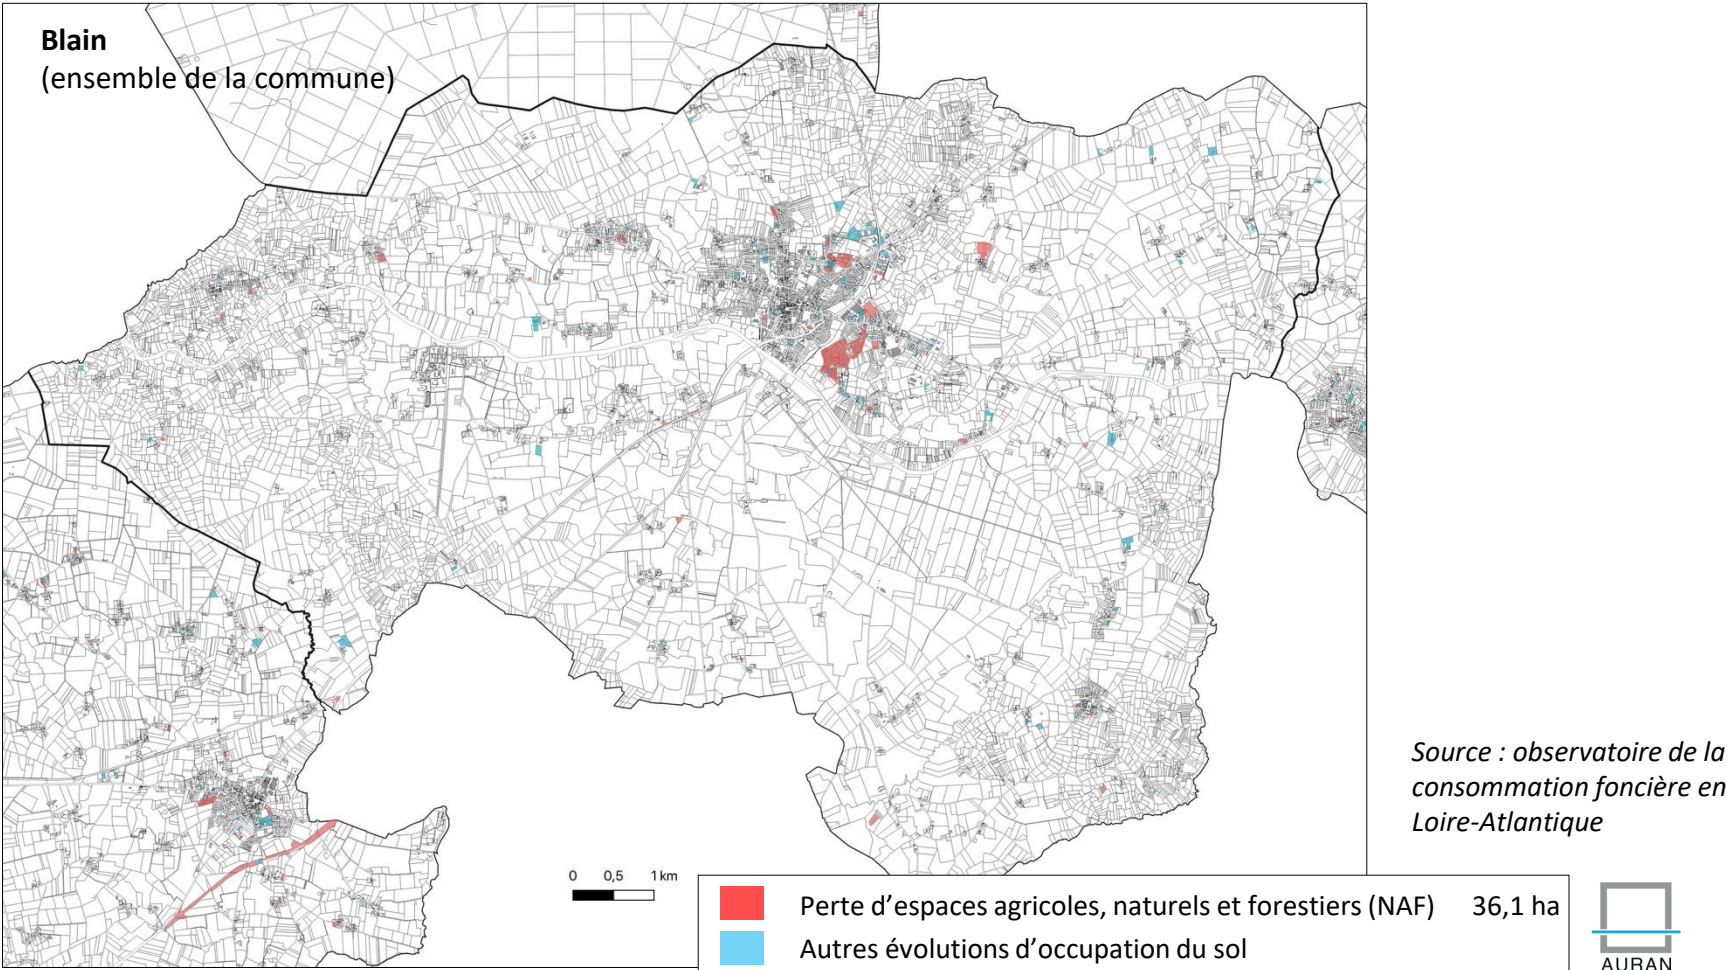 Blain
(ensemble de la commune)
Source : observatoire de la
consommation foncière en
Loire-Atlantique
0 0,5 1 km
Perte d’espaces agricoles, naturels et forestiers (NAF) 36,1 ha
Autres évolutions d’occupation du sol
AURAN